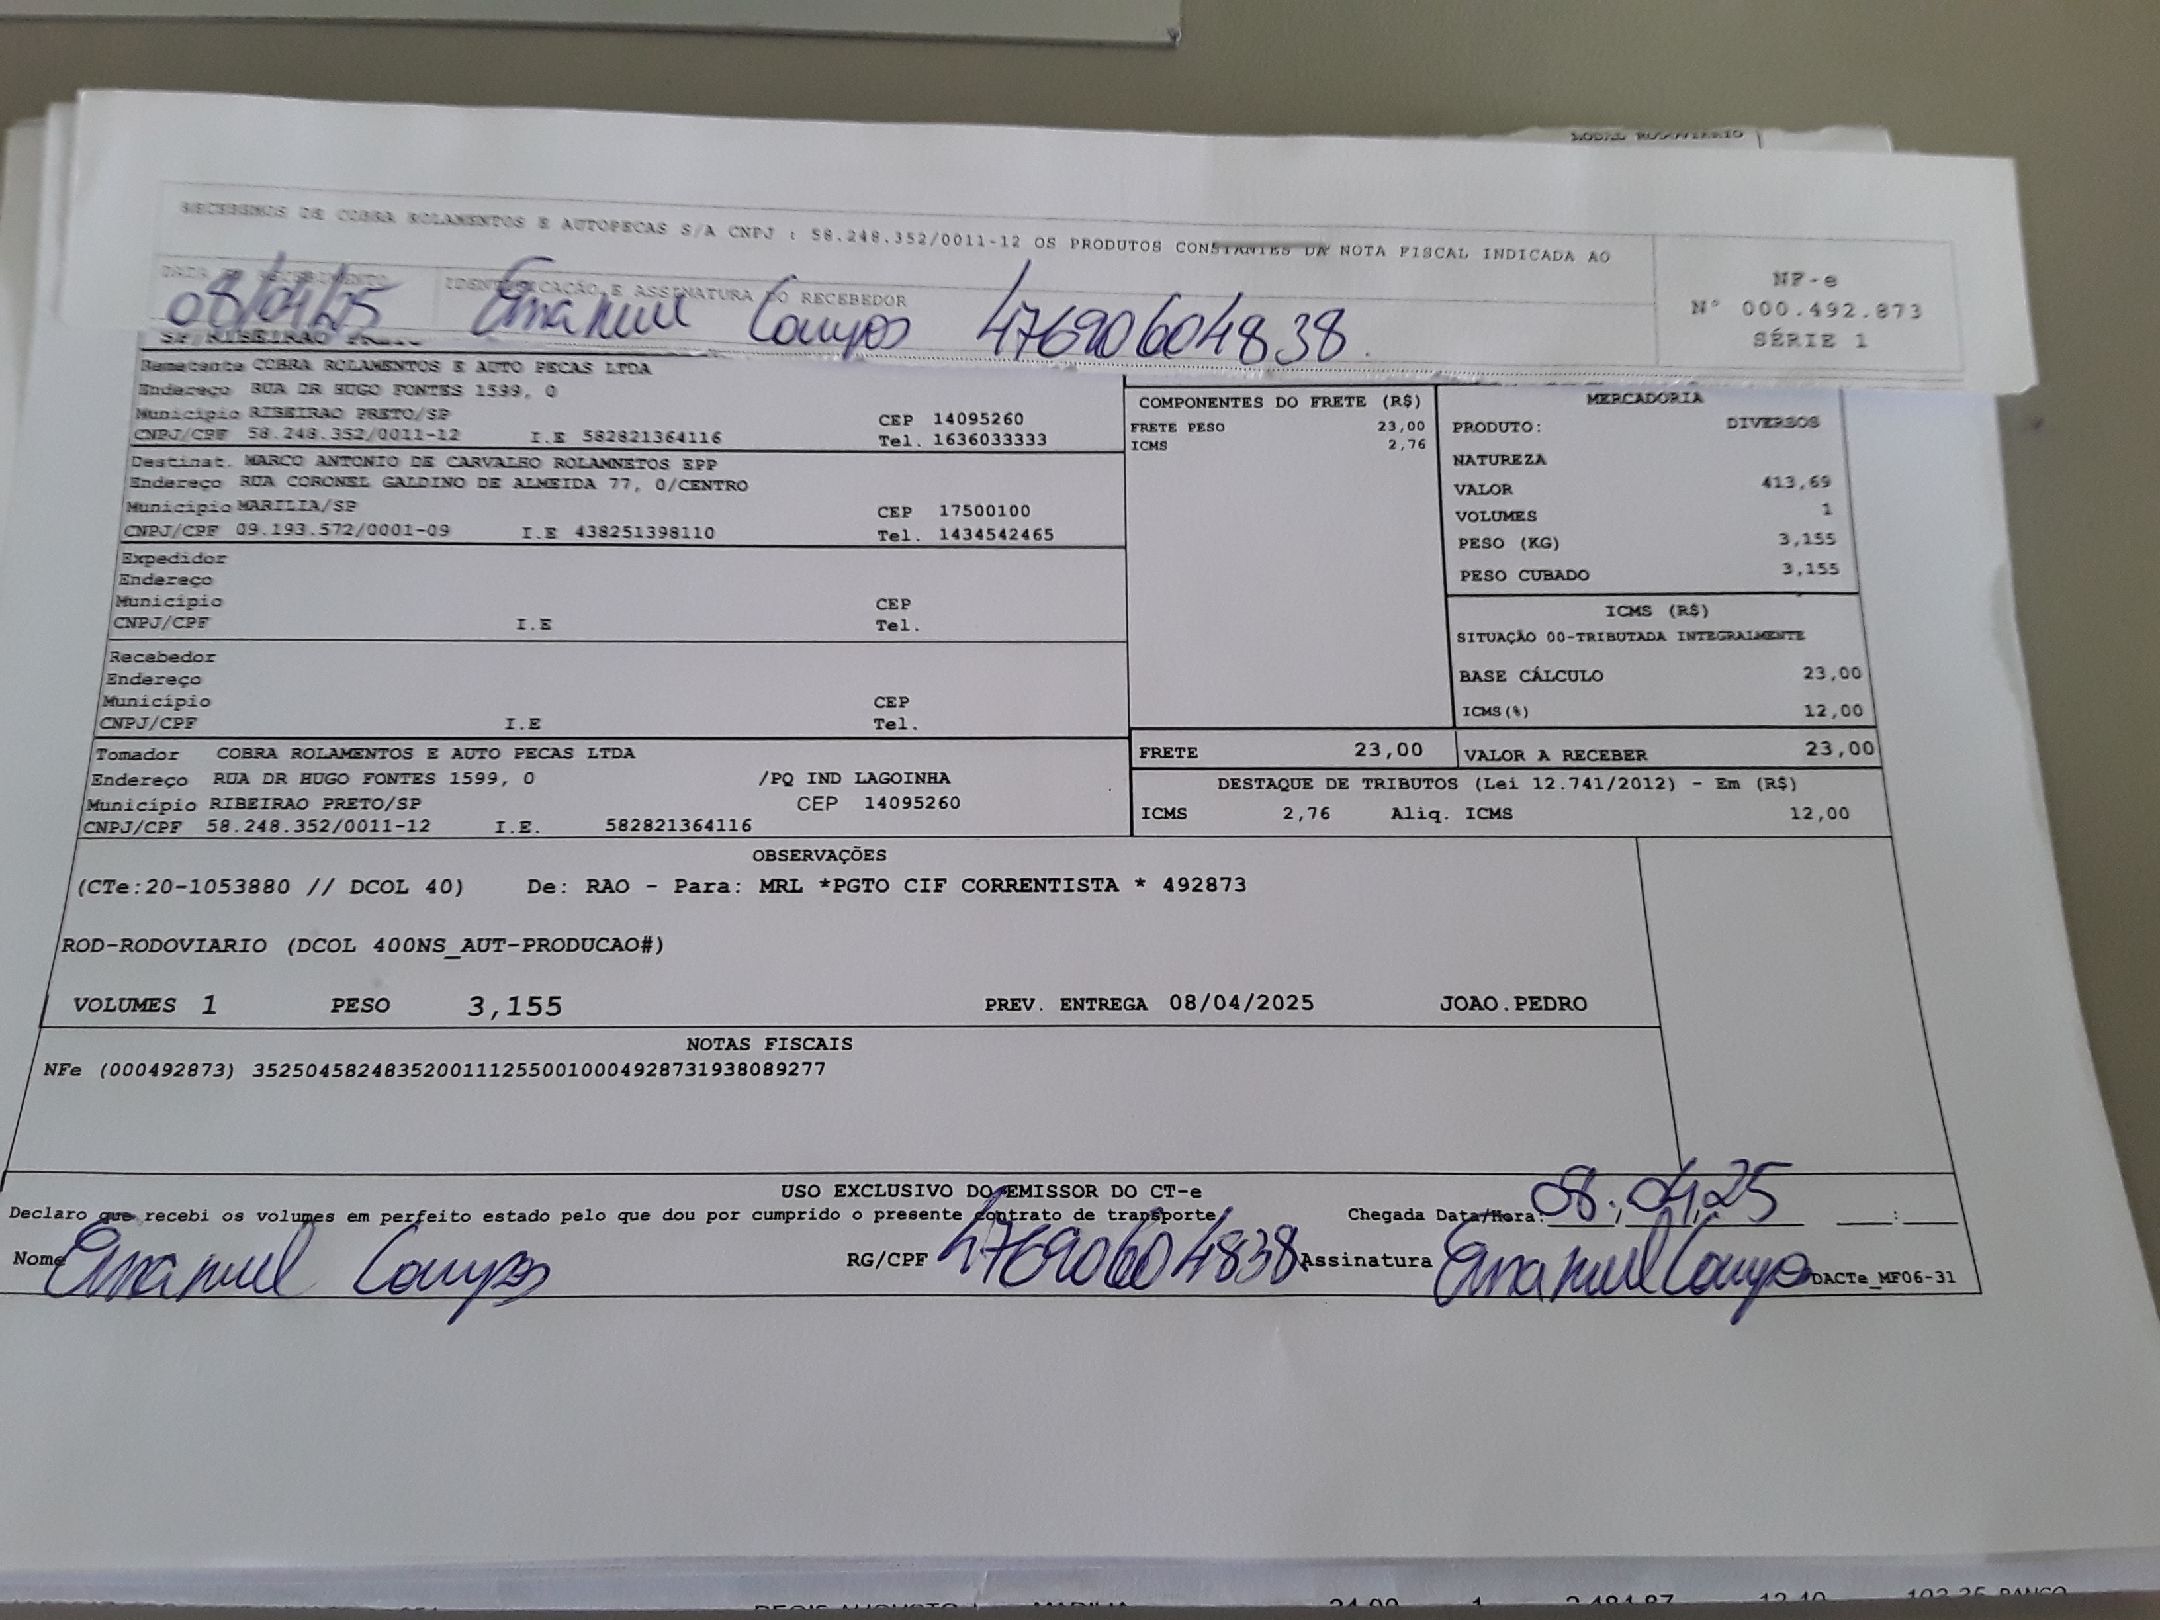 MODAL RODOVIÁRIO
RECEBEMOS DE COBRA ROLAMENTOS E AUTOPECAS S/A CNPJ : 58.248.352/0011-12 OS PRODUTOS CONSTANTES DA NOTA FISCAL INDICADA AO
DATA DE RECEBIMENTO IDENTIFICAÇÃO E ASSINATURA DO RECEBEDOR
08/04/25 Emanuel Campos 476906604838
NF-e
Nº 000.492.873
SÉRIE 1
SP/RIBEIRAO
Remetente COBRA ROLAMENTOS E AUTO PECAS LTDA
Endereço RUA DR HUGO FONTES 1599, 0
Município RIBEIRAO PRETO/SP CEP 14095260
CNPJ/CPF 58.248.352/0011-12 I.E 582821364116 Tel. 1636033333
Destinat. MARCO ANTONIO DE CARVALHO ROLAMNETOS EPP
Endereço RUA CORONEL GALDINO DE ALMEIDA 77, 0/CENTRO
Município MARILIA/SP CEP 17500100
CNPJ/CPF 09.193.572/0001-09 I.E 438251398110 Tel. 1434542465
Expedidor
Endereço
Município CEP
CNPJ/CPF I.E Tel.
Recebedor
Endereço
Município CEP
CNPJ/CPF I.E Tel.
Tomador COBRA ROLAMENTOS E AUTO PECAS LTDA
Endereço RUA DR HUGO FONTES 1599, 0 /PQ IND LAGOINHA
Município RIBEIRAO PRETO/SP CEP 14095260
CNPJ/CPF 58.248.352/0011-12 I.E. 582821364116
COMPONENTES DO FRETE (R$)
FRETE PESO 23,00
ICMS 2,76
MERCADORIA
PRODUTO: DIVERSOS
NATUREZA
VALOR 413,69
VOLUMES 1
PESO (KG) 3,155
PESO CUBADO 3,155
ICMS (R$)
SITUAÇÃO 00-TRIBUTADA INTEGRALMENTE
BASE CÁLCULO 23,00
ICMS(%) 12,00
FRETE 23,00 VALOR A RECEBER 23,00
DESTAQUE DE TRIBUTOS (Lei 12.741/2012) - Em (R$)
ICMS 2,76 Aliq. ICMS 12,00
OBSERVAÇÕES
(CTe:20-1053880 // DCOL 40) De: RAO - Para: MRL *PGTO CIF CORRENTISTA * 492873
ROD-RODOVIARIO (DCOL 400NS_AUT-PRODUCAO#)
VOLUMES 1 PESO 3,155 PREV. ENTREGA 08/04/2025 JOAO.PEDRO
NOTAS FISCAIS
NFe (000492873) 35250458248352001112550010004928731938089277
USO EXCLUSIVO DO EMISSOR DO CT-e
Declaro que recebi os volumes em perfeito estado pelo que dou por cumprido o presente contrato de transporte Chegada Data/Hora: 08/04/25 :
Nome Emanuel Campos RG/CPF 476906604838 Assinatura Emanuel Campos DACTe_MF06-31